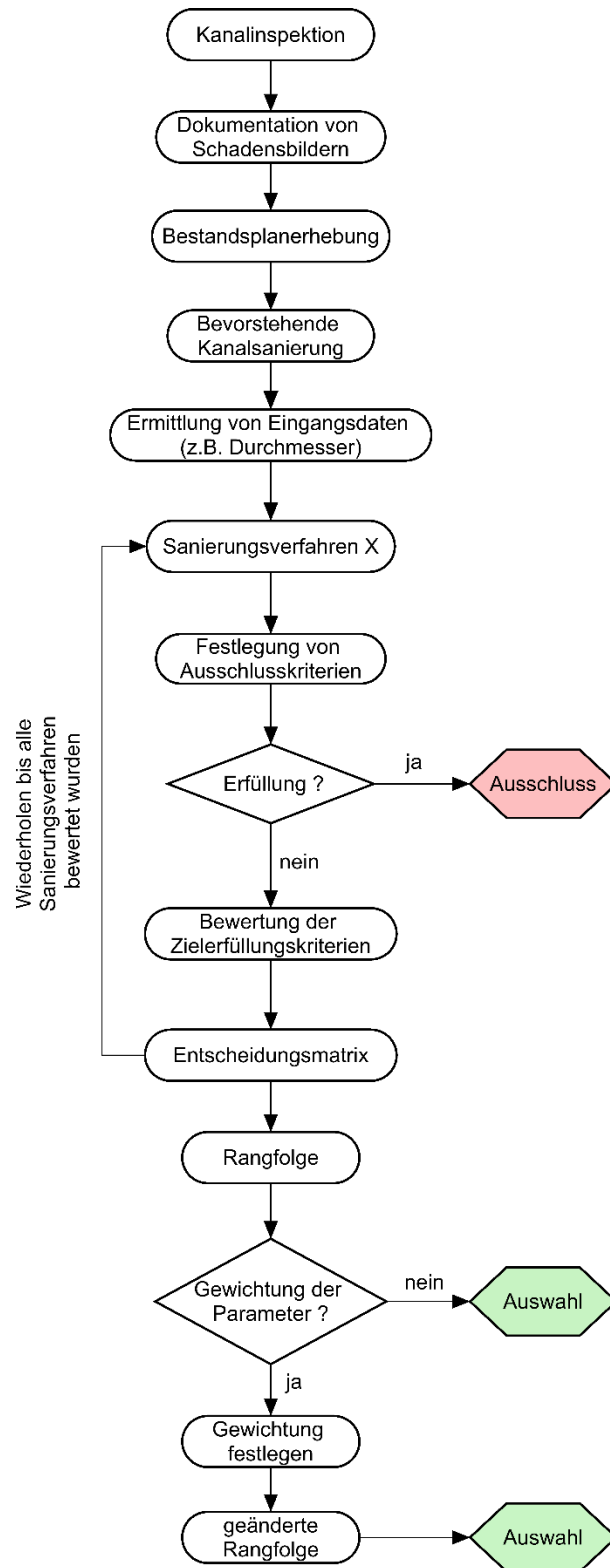 Kanalinspektion
Dokumentation von
Schadensbildern
Bestandsplanerhebung
Bevorstehende
Kanalsanierung
Ermittlung von Eingangsdaten
(z.B. Durchmesser)
Sanierungsverfahren X
Festlegung von
Ausschlusskriterien
Wiederholen bis alle
Sanierungsverfahren
bewertet wurden
Erfüllung ?
ja
Ausschluss
nein
Bewertung der
Zielerfüllungskriterien
Entscheidungsmatrix
Rangfolge
Gewichtung der
Parameter ?
nein
Auswahl
ja
Gewichtung
festlegen
geänderte
Rangfolge
Auswahl